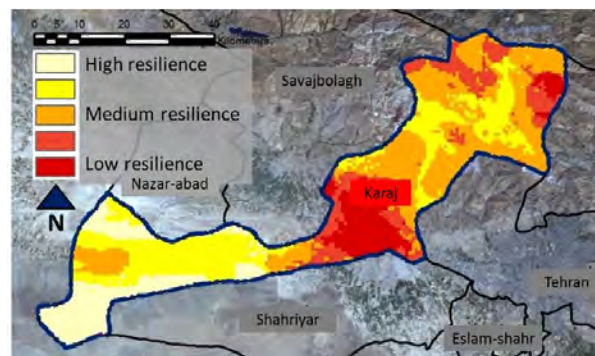 0 5 10 20 30 40
Kilometers
High resilience
Medium resilience
Low resilience
N
Savajbolagh
Nazar-abad
Karaj
Tehran
Shahriyar
Eslam-shahr